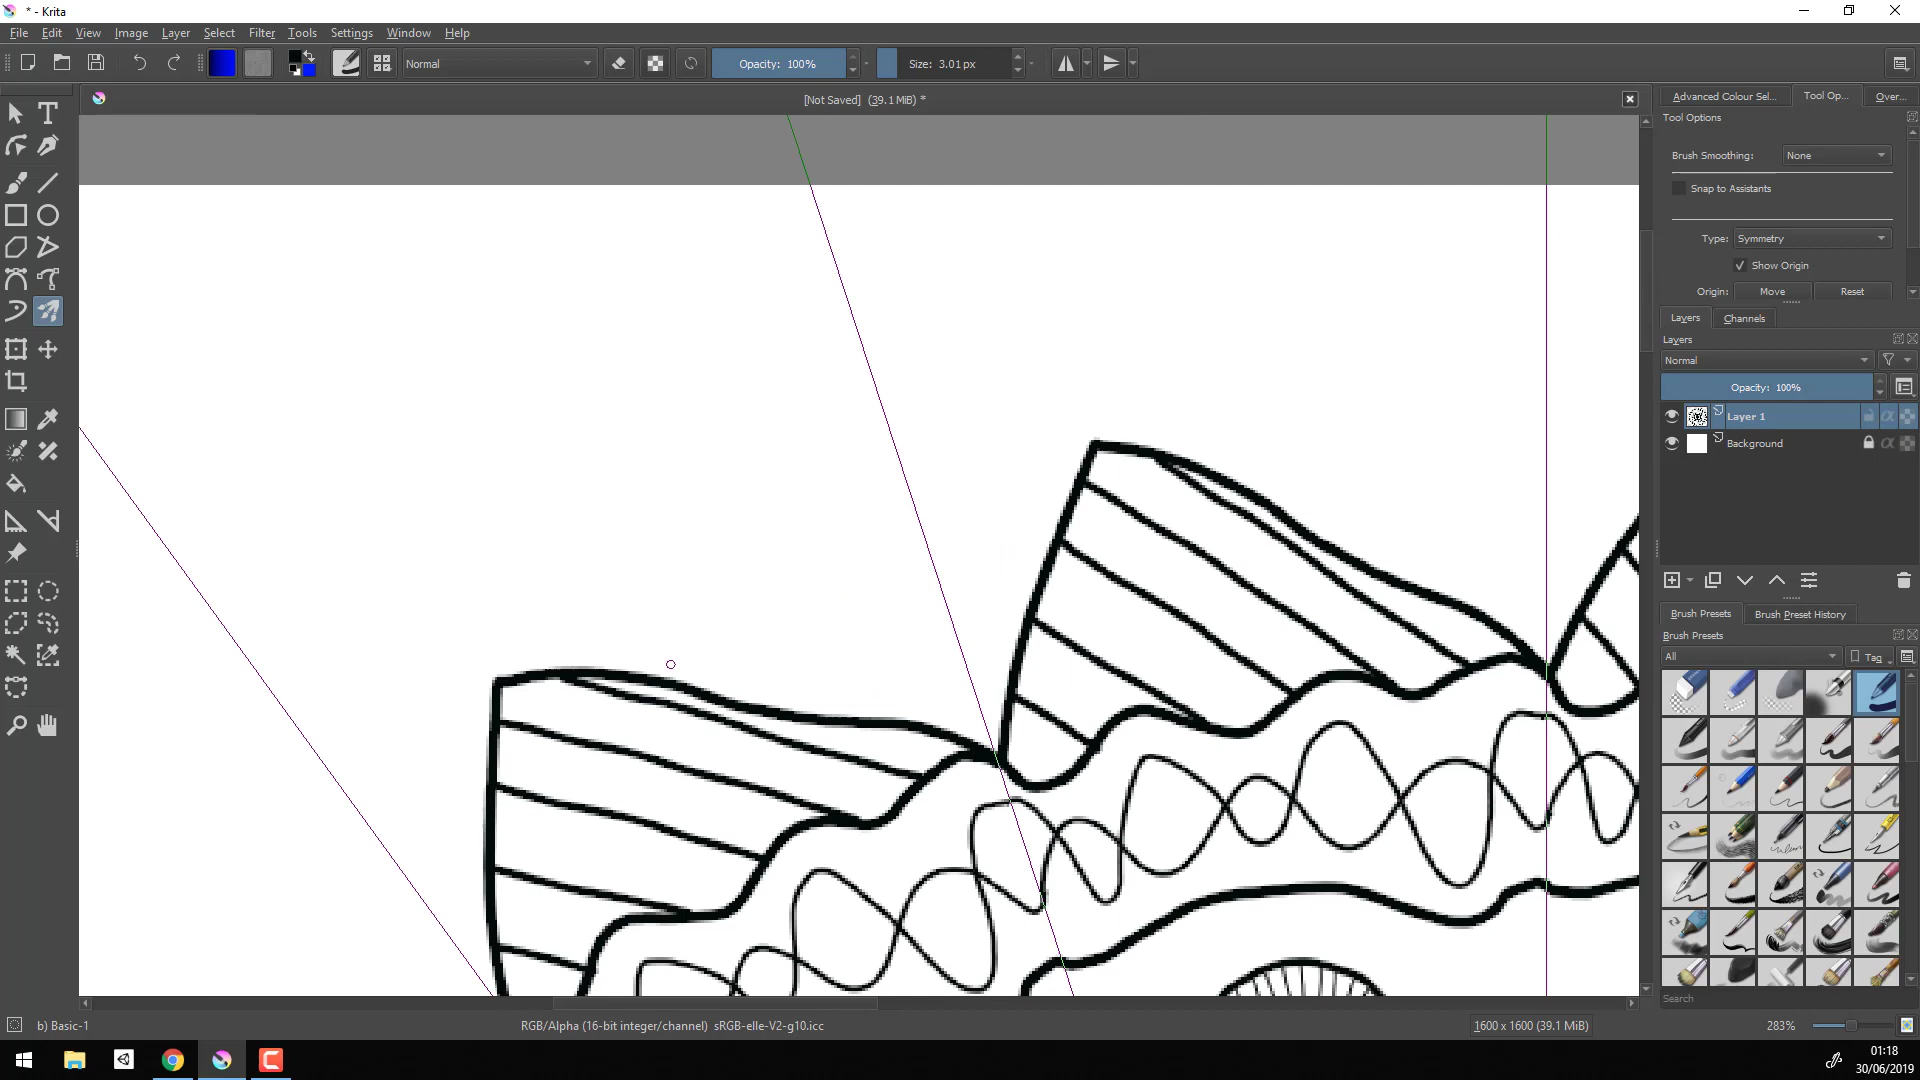 * - Krita
File Edit View Image Layer Filter Tools Settings Window Help
Normal
Opacity: 100%
Size: 3.01 px
[Not Saved] (39.1 MiB) *
Advanced Colour Sel...
Tool Op...
Over...
Tool Options
Brush Smoothing: None
Snap to Assistants
Type: Symmetry
Show Origin
Origin: Move Reset
Layers Channels
Layers
Normal
Opacity: 100%
Layer 1
Background
Brush Presets Brush Preset History
Brush Presets
All
Tag
Search
b) Basic-1
RGB/Alpha (16-bit integer/channel) sRGB-elle-V2-g10.icc
1600 x 1600 (39.1 MiB)
283%
01:18
30/06/2019